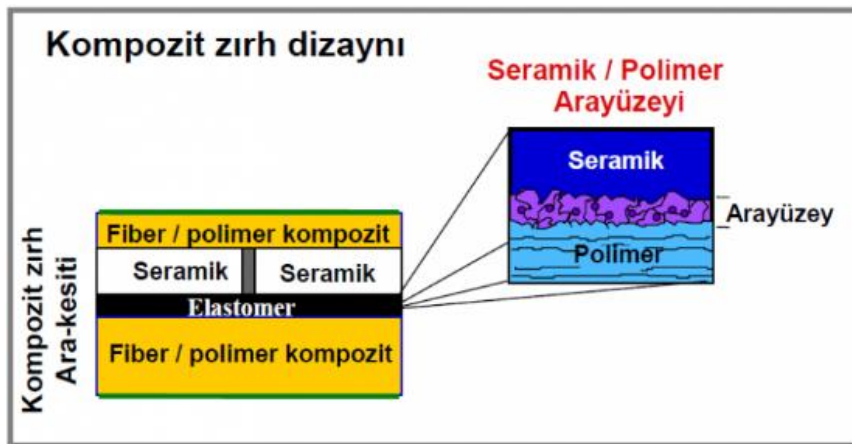 Kompozit zırh dizaynı
Seramik / Polimer
Arayüzeyi
Seramik
Arayüzey
Polimer
Kompozit zırh
Ara-kesiti
Fiber / polimer kompozit
Seramik Seramik
Elastomer
Fiber / polimer kompozit